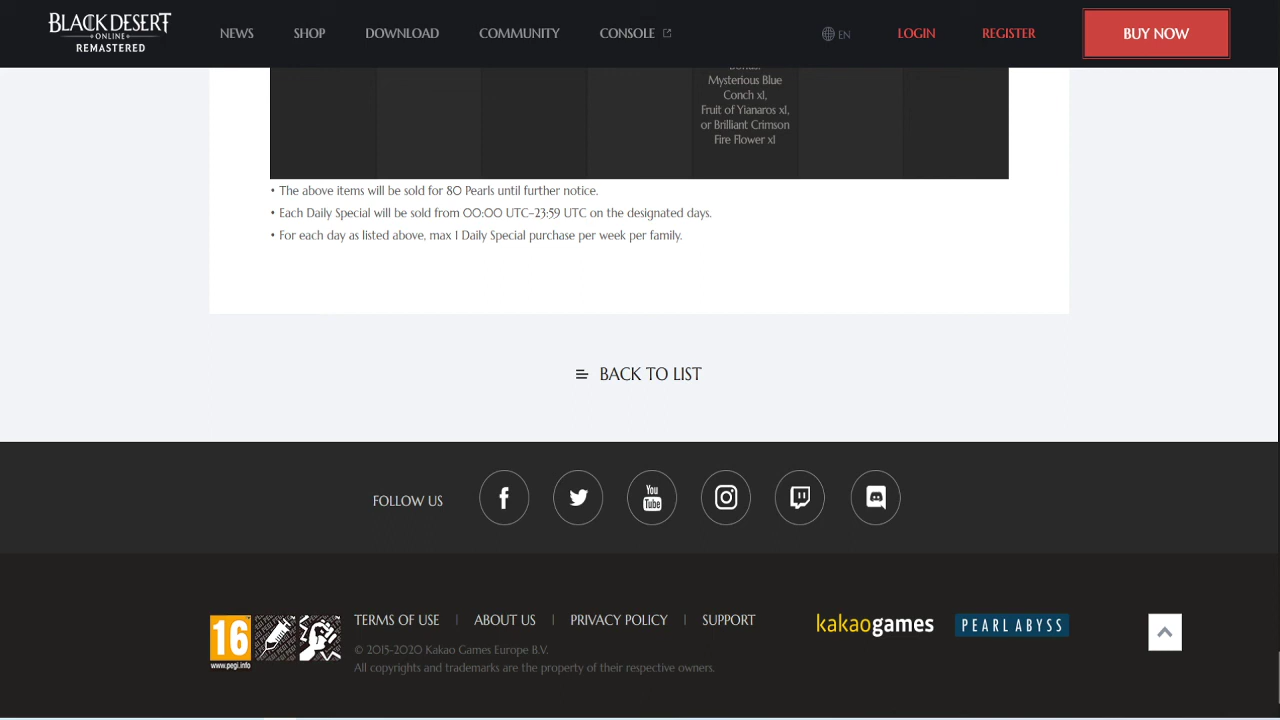 BLACK DESERT
ONLINE
REMASTERED
NEWS
SHOP
DOWNLOAD
COMMUNITY
CONSOLE
EN
LOGIN
REGISTER
BUY NOW
Bonus:
Mysterious Blue
Conch x1,
Fruit of Yianaros x1,
or Brilliant Crimson
Fire Flower x1
• The above items will be sold for 80 Pearls until further notice.
• Each Daily Special will be sold from 00:00 UTC–23:59 UTC on the designated days.
• For each day as listed above, max 1 Daily Special purchase per week per family.
BACK TO LIST
FOLLOW US
You
Tube
16
www.pegi.info
TERMS OF USE | ABOUT US | PRIVACY POLICY | SUPPORT
© 2015-2020 Kakao Games Europe B.V.
All copyrights and trademarks are the property of their respective owners.
kakaogames
PEARL ABYSS